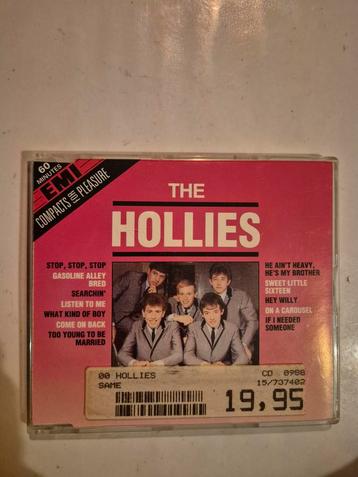 60
MINUTES
EMI
COMPACTS FOR PLEASURE
THE
HOLLIES
STOP, STOP, STOP
GASOLINE ALLEY
BRED
SEARCHIN'
LISTEN TO ME
WHAT KIND OF BOY
COME ON BACK
TOO YOUNG TO BE
MARRIED
HE AIN'T HEAVY,
HE'S MY BROTHER
SWEET LITTLE
SIXTEEN
HEY WILLY
ON A CAROUSEL
IF I NEEDED
SOMEONE
00 HOLLIES
SAME
CD 0988
15/737402
19,95